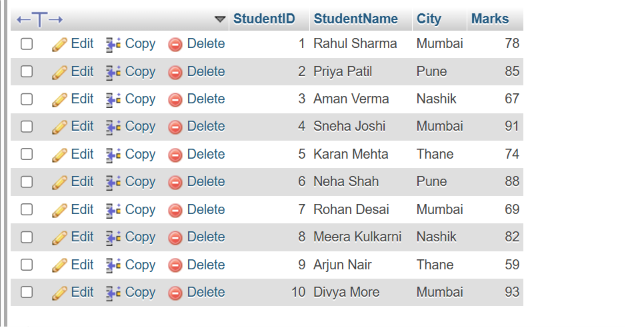 StudentID StudentName City Marks
Edit Copy Delete 1 Rahul Sharma Mumbai 78
Edit Copy Delete 2 Priya Patil Pune 85
Edit Copy Delete 3 Aman Verma Nashik 67
Edit Copy Delete 4 Sneha Joshi Mumbai 91
Edit Copy Delete 5 Karan Mehta Thane 74
Edit Copy Delete 6 Neha Shah Pune 88
Edit Copy Delete 7 Rohan Desai Mumbai 69
Edit Copy Delete 8 Meera Kulkarni Nashik 82
Edit Copy Delete 9 Arjun Nair Thane 59
Edit Copy Delete 10 Divya More Mumbai 93